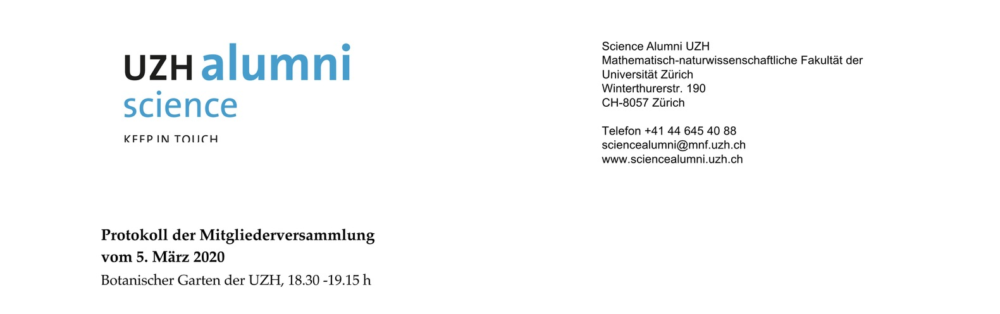 UZH alumni
science
KEEP IN TOUCH
Science Alumni UZH
Mathematisch-naturwissenschaftliche Fakultät der
Universität Zürich
Winterthurerstr. 190
CH-8057 Zürich
Telefon +41 44 645 40 88
sciencealumni@mnf.uzh.ch
www.sciencealumni.uzh.ch
Protokoll der Mitgliederversammlung
vom 5. März 2020
Botanischer Garten der UZH, 18.30 -19.15 h